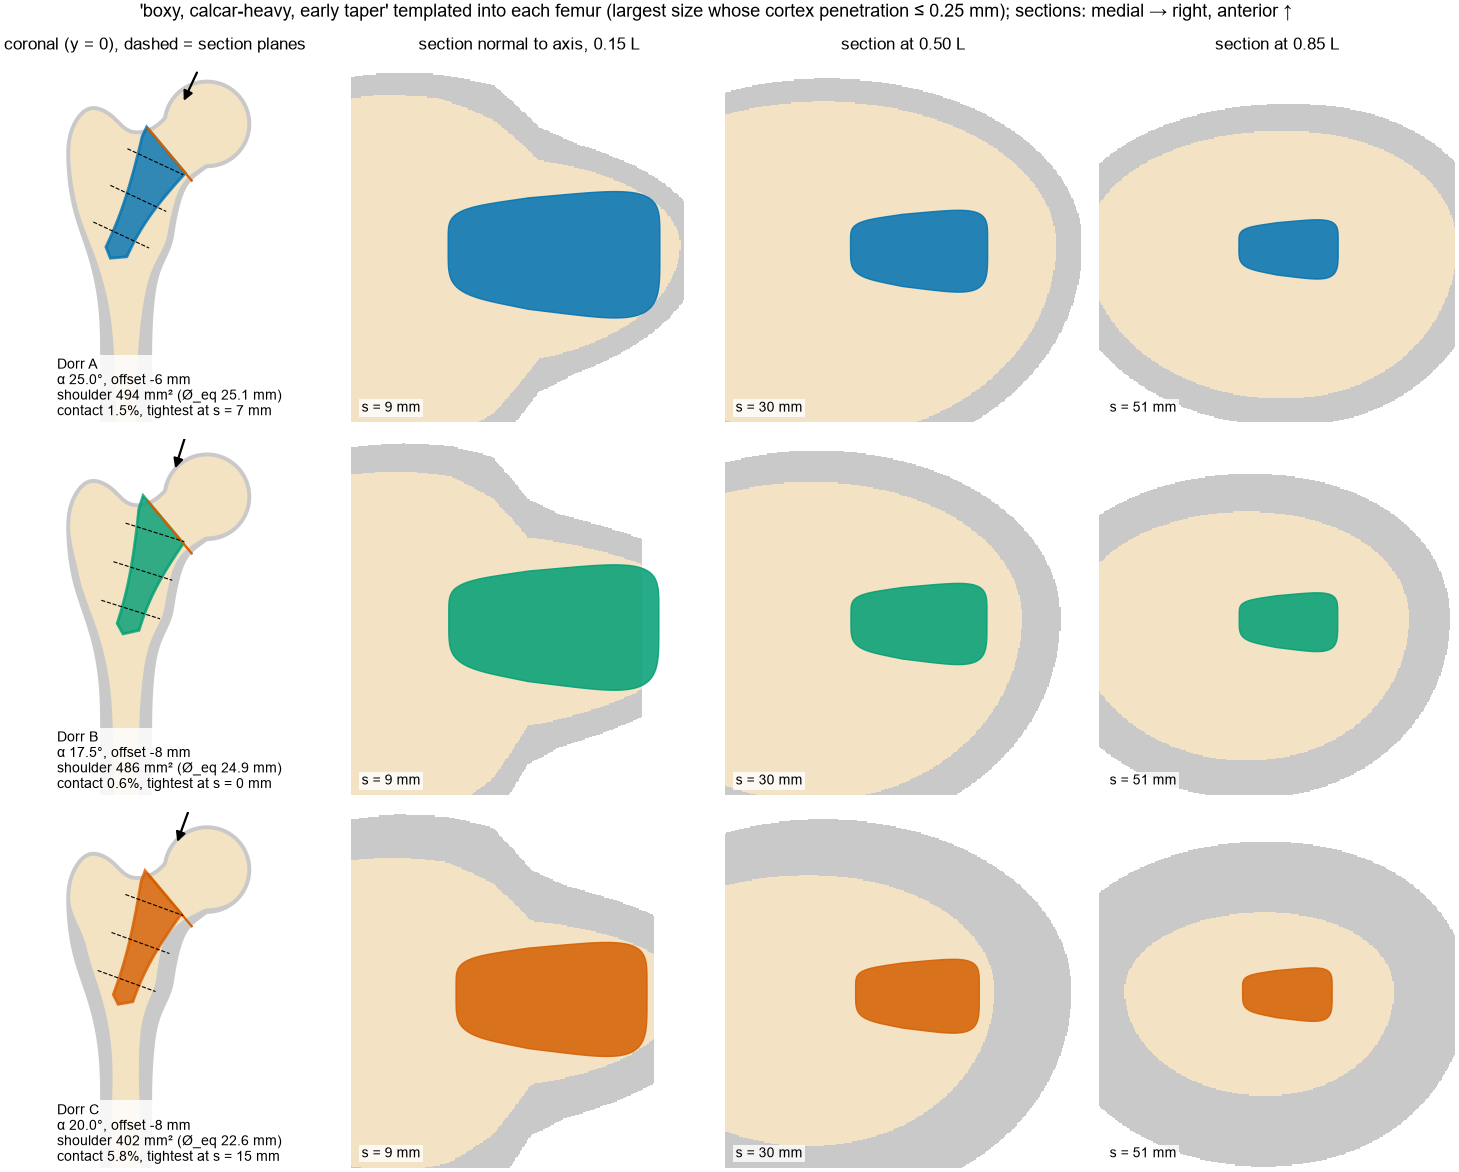 'boxy, calcar-heavy, early taper' templated into each femur (largest size whose cortex penetration ≤ 0.25 mm); sections: medial → right, anterior ↑
coronal (y = 0), dashed = section planes
section normal to axis, 0.15 L
section at 0.50 L
section at 0.85 L
Dorr A
α 25.0°, offset -6 mm
shoulder 494 mm² (Ø_eq 25.1 mm)
contact 1.5%, tightest at s = 7 mm
s = 9 mm
s = 30 mm
s = 51 mm
Dorr B
α 17.5°, offset -8 mm
shoulder 486 mm² (Ø_eq 24.9 mm)
contact 0.6%, tightest at s = 0 mm
s = 9 mm
s = 30 mm
s = 51 mm
Dorr C
α 20.0°, offset -8 mm
shoulder 402 mm² (Ø_eq 22.6 mm)
contact 5.8%, tightest at s = 15 mm
s = 9 mm
s = 30 mm
s = 51 mm